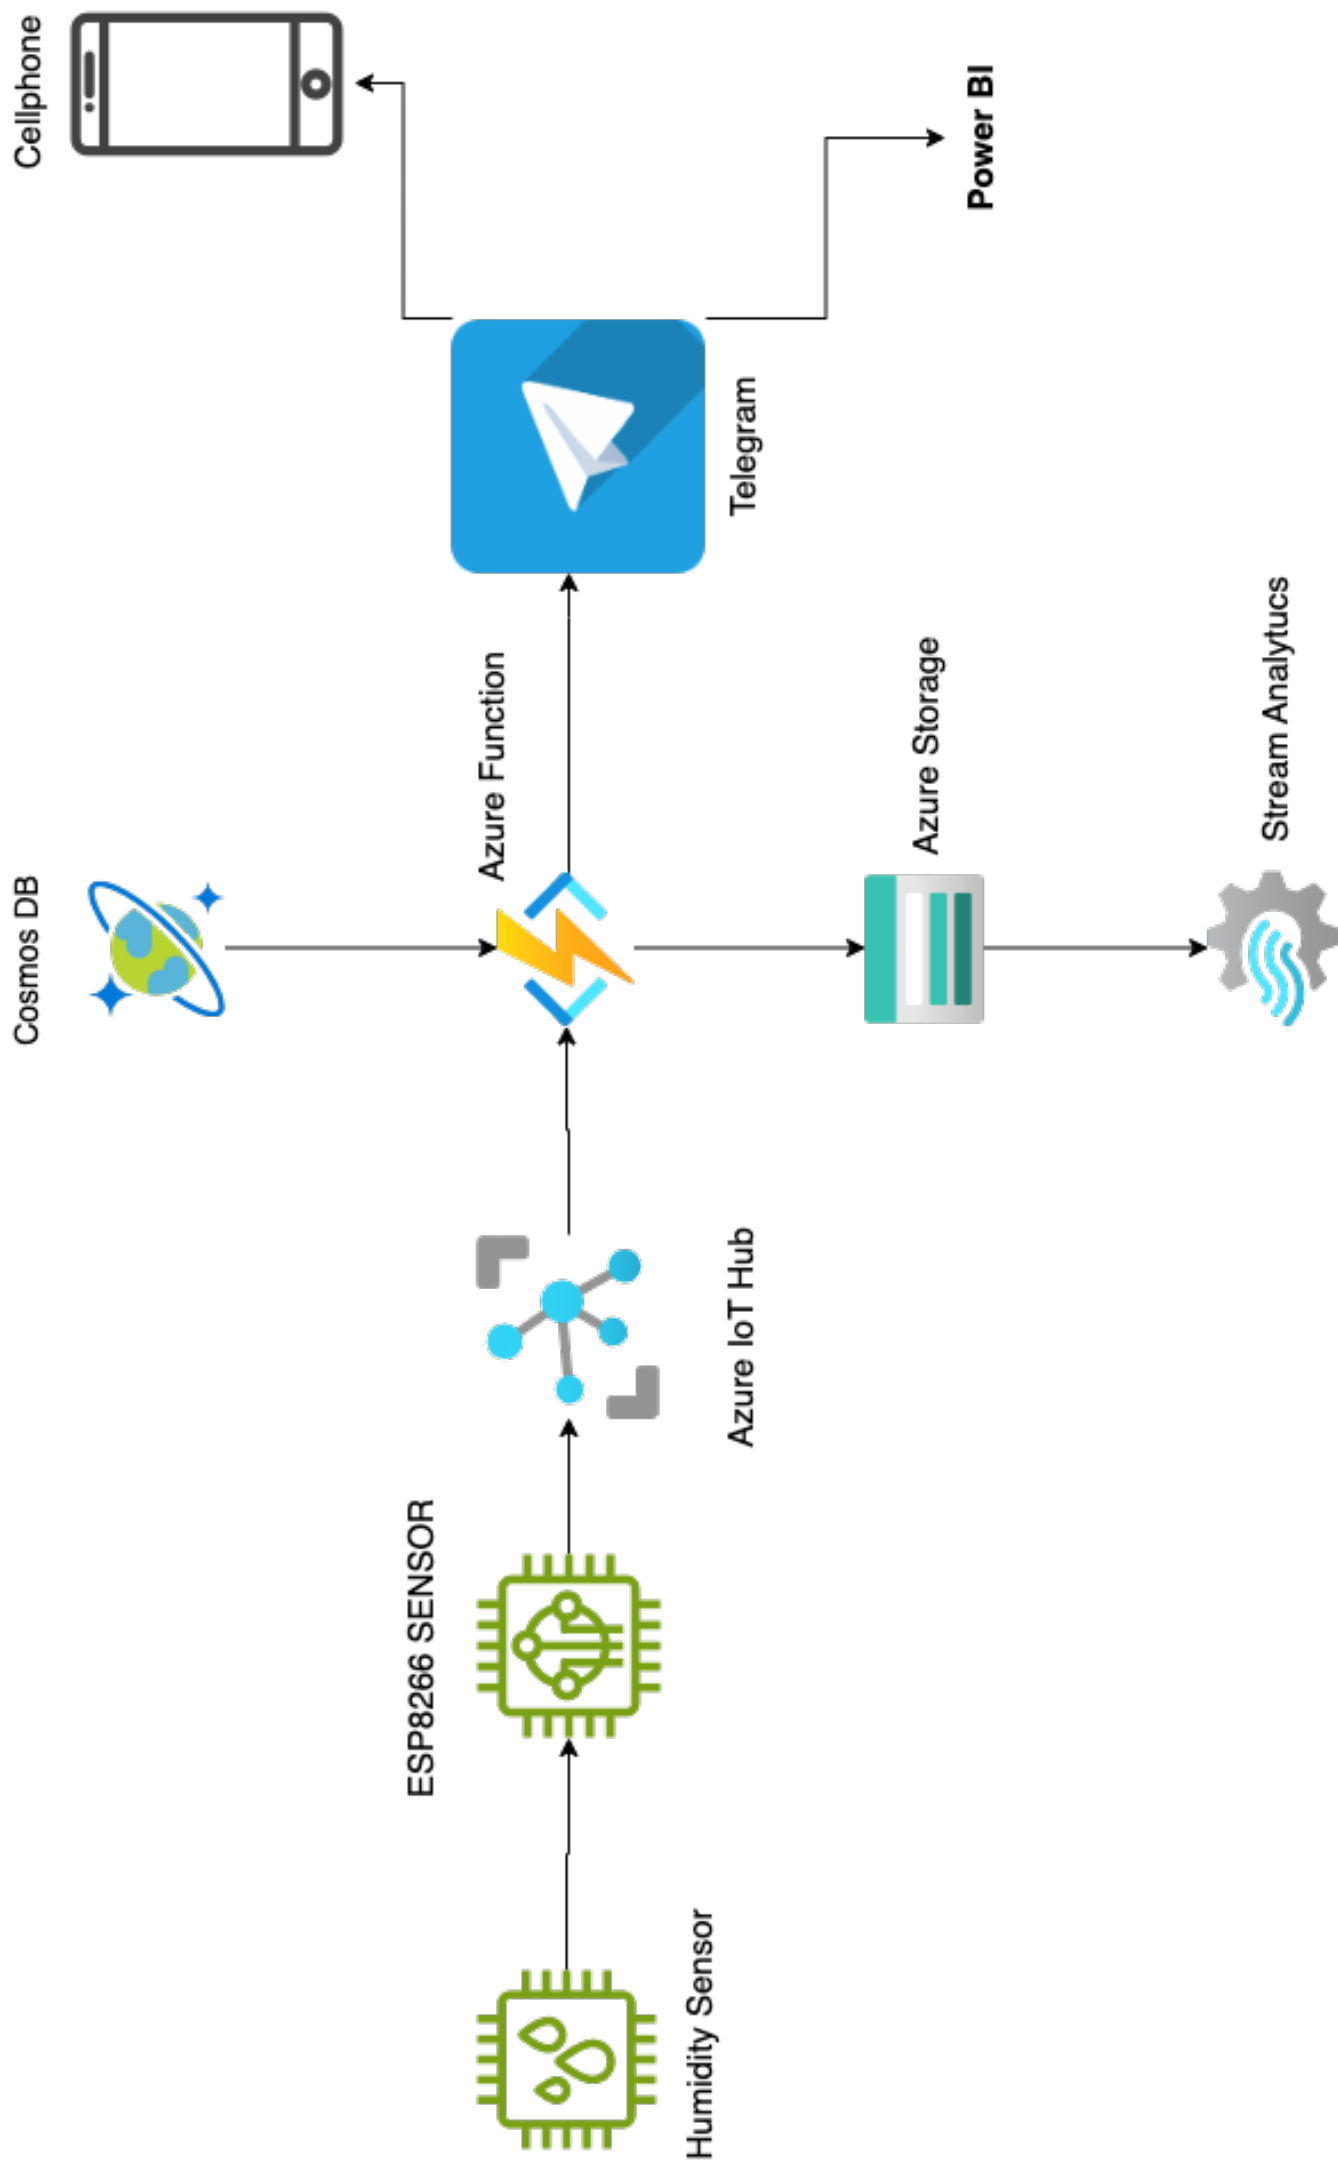 Cosmos DB
Cellphone
ESP8266 SENSOR
Azure Function
Humidity Sensor
Azure IoT Hub
Telegram
Azure Storage
Power BI
Stream Analytucs